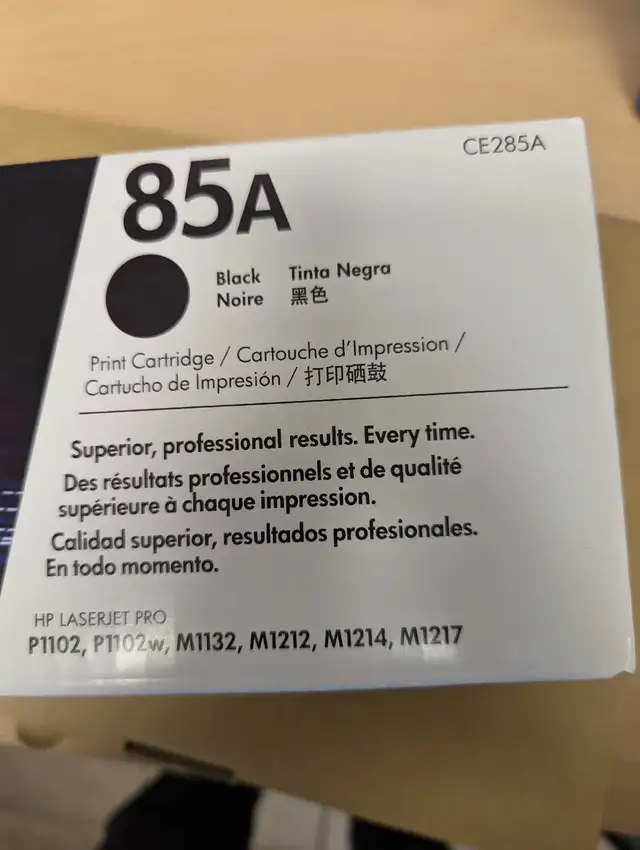 CE285A
85A
Black Tinta Negra
Noire 黑色
Print Cartridge / Cartouche d'Impression /
Cartucho de Impresión / 打印硒鼓
Superior, professional results. Every time.
Des résultats professionnels et de qualité
supérieure à chaque impression.
Calidad superior, resultados profesionales.
En todo momento.
HP LASERJET PRO
P1102, P1102w, M1132, M1212, M1214, M1217